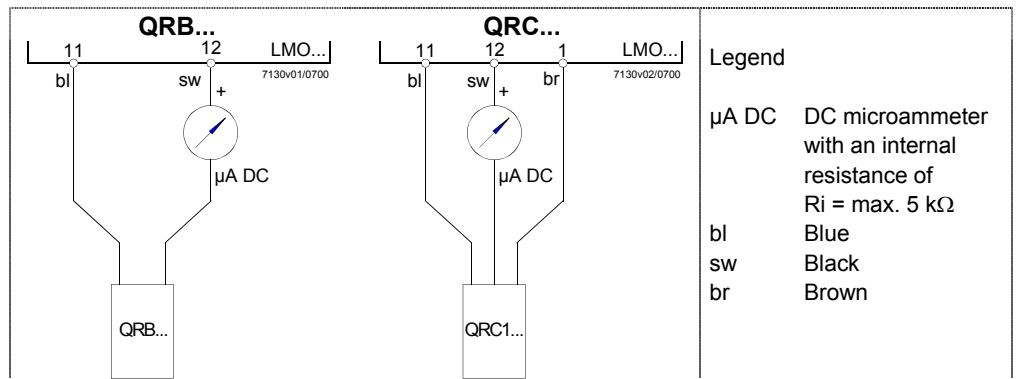 QRB...
11 12 LMO...
bl sw 7130v01/0700
+
µA DC
QRB...
QRC...
11 12 1 LMO...
bl sw br 7130v02/0700
+
µA DC
QRC1...
Legend
µA DC DC microammeter
with an internal
resistance of
Ri = max. 5 kΩ
bl Blue
sw Black
br Brown